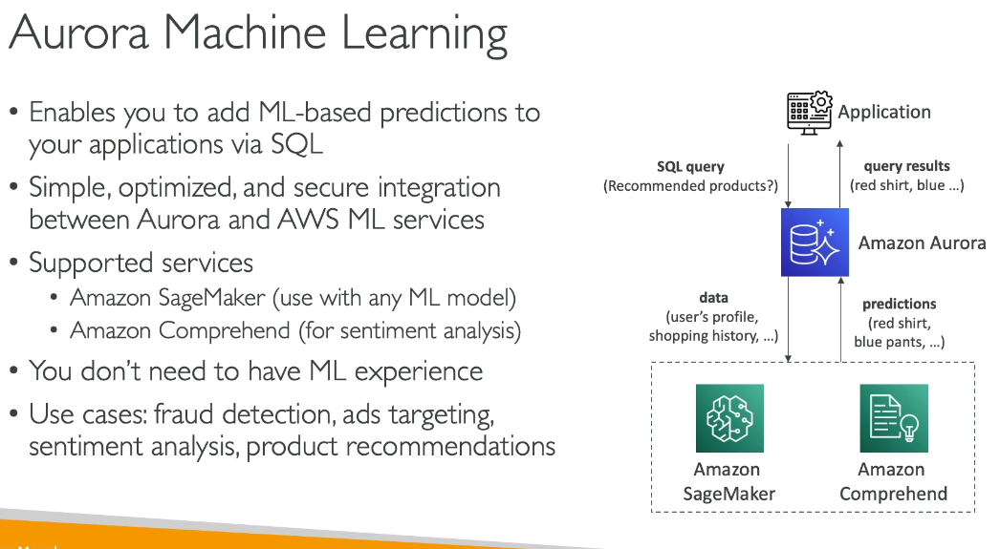 Aurora Machine Learning
• Enables you to add ML-based predictions to
your applications via SQL
• Simple, optimized, and secure integration
between Aurora and AWS ML services
• Supported services
• Amazon SageMaker (use with any ML model)
• Amazon Comprehend (for sentiment analysis)
• You don't need to have ML experience
• Use cases: fraud detection, ads targeting,
sentiment analysis, product recommendations
Application
SQL query
(Recommended products?)
query results
(red shirt, blue ...)
Amazon Aurora
data
(user's profile,
shopping history, ...)
predictions
(red shirt,
blue pants, ...)
Amazon
SageMaker
Amazon
Comprehend